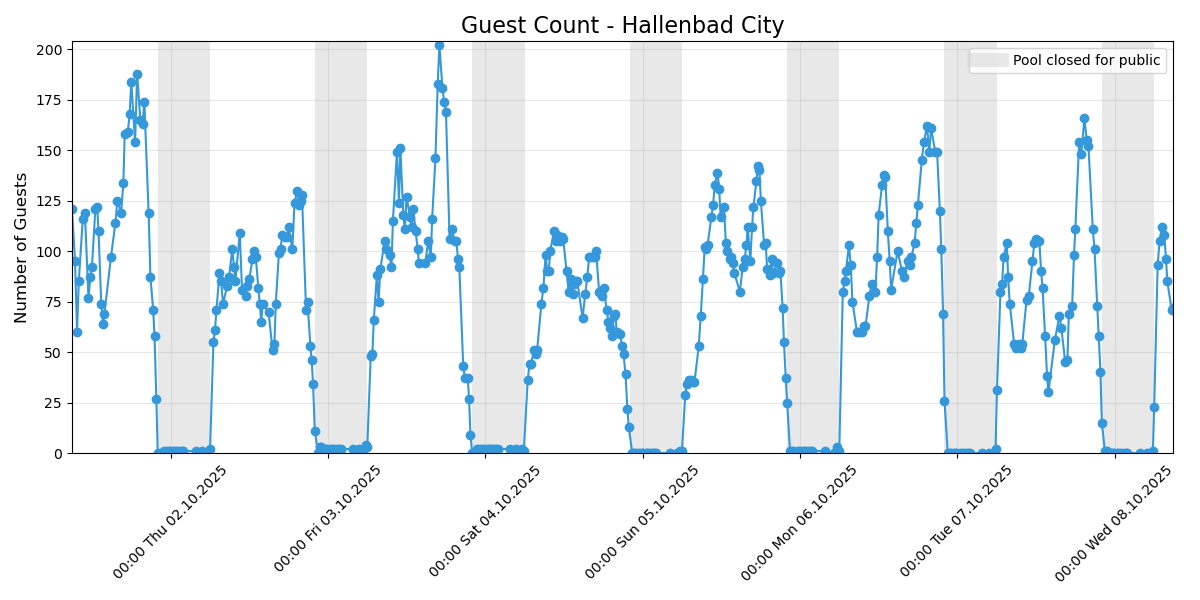 Guest Count - Hallenbad City
Pool closed for public
Number of Guests
200
175
150
125
100
75
50
25
0
00:00 Thu 02.10.2025
00:00 Fri 03.10.2025
00:00 Sat 04.10.2025
00:00 Sun 05.10.2025
00:00 Mon 06.10.2025
00:00 Tue 07.10.2025
00:00 Wed 08.10.2025